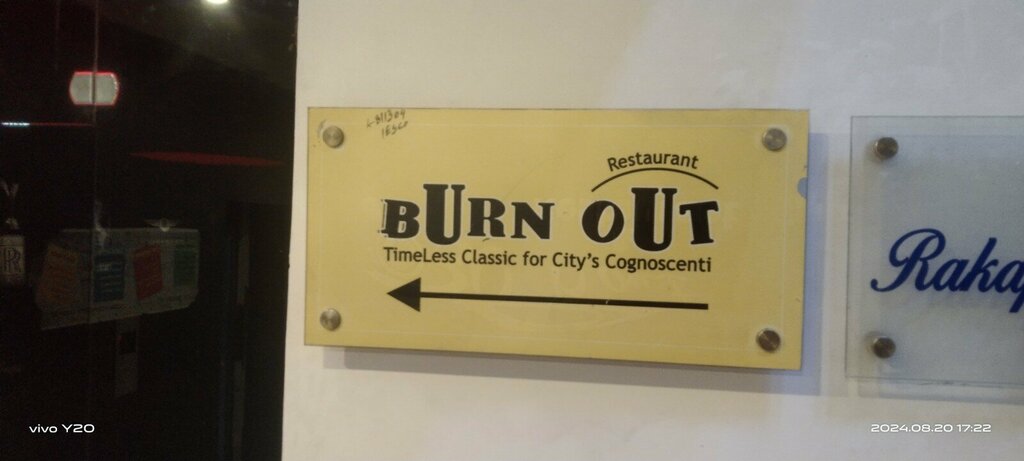 Restaurant
BURN OUT
TimeLess Classic for City's Cognoscenti
vivo Y20
2024.08.20 17:22